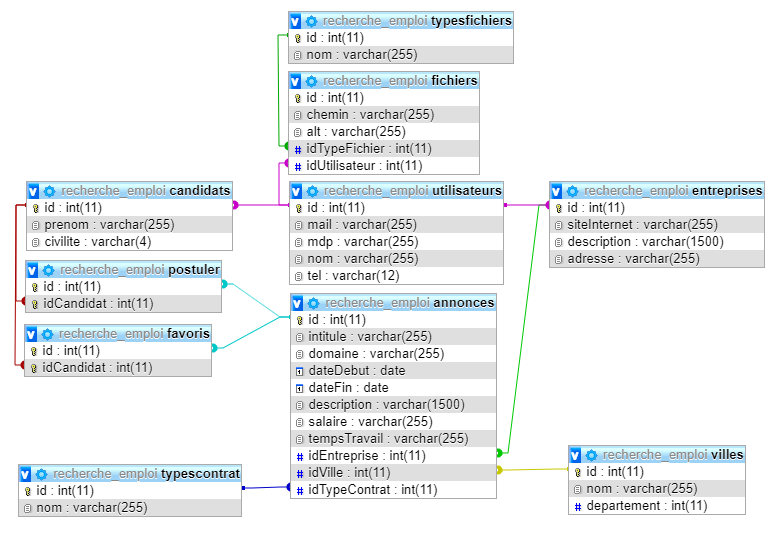 recherche_emploi typesfichiers
id : int(11)
nom : varchar(255)
recherche_emploi fichiers
id : int(11)
chemin : varchar(255)
alt : varchar(255)
idTypeFichier : int(11)
idUtilisateur : int(11)
recherche_emploi candidats
id : int(11)
prenom : varchar(255)
civilite : varchar(4)
recherche_emploi utilisateurs
id : int(11)
mail : varchar(255)
mdp : varchar(255)
nom : varchar(255)
tel : varchar(12)
recherche_emploi entreprises
id : int(11)
siteInternet : varchar(255)
description : varchar(1500)
adresse : varchar(255)
recherche_emploi postuler
id : int(11)
idCandidat : int(11)
recherche_emploi favoris
id : int(11)
idCandidat : int(11)
recherche_emploi annonces
id : int(11)
intitule : varchar(255)
domaine : varchar(255)
dateDebut : date
dateFin : date
description : varchar(1500)
salaire : varchar(255)
tempsTravail : varchar(255)
idEntreprise : int(11)
idVille : int(11)
idTypeContrat : int(11)
recherche_emploi typescontrat
id : int(11)
nom : varchar(255)
recherche_emploi villes
id : int(11)
nom : varchar(255)
departement : int(11)